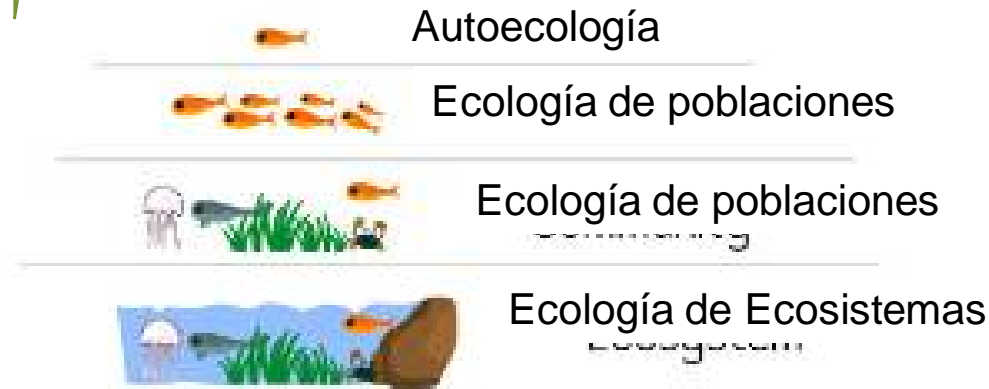 Autoecología
Ecología de poblaciones
Ecología de poblaciones
Ecología de Ecosistemas